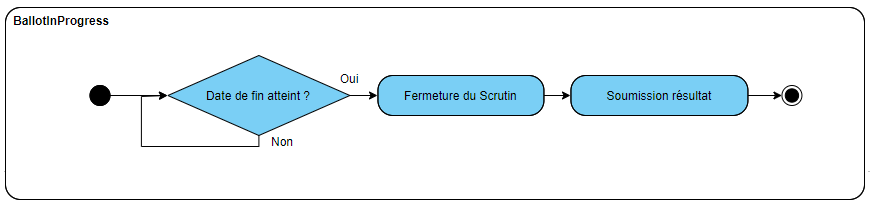 BallotInProgress
Oui
Date de fin atteint ?
Fermeture du Scrutin
Soumission résultat
Non